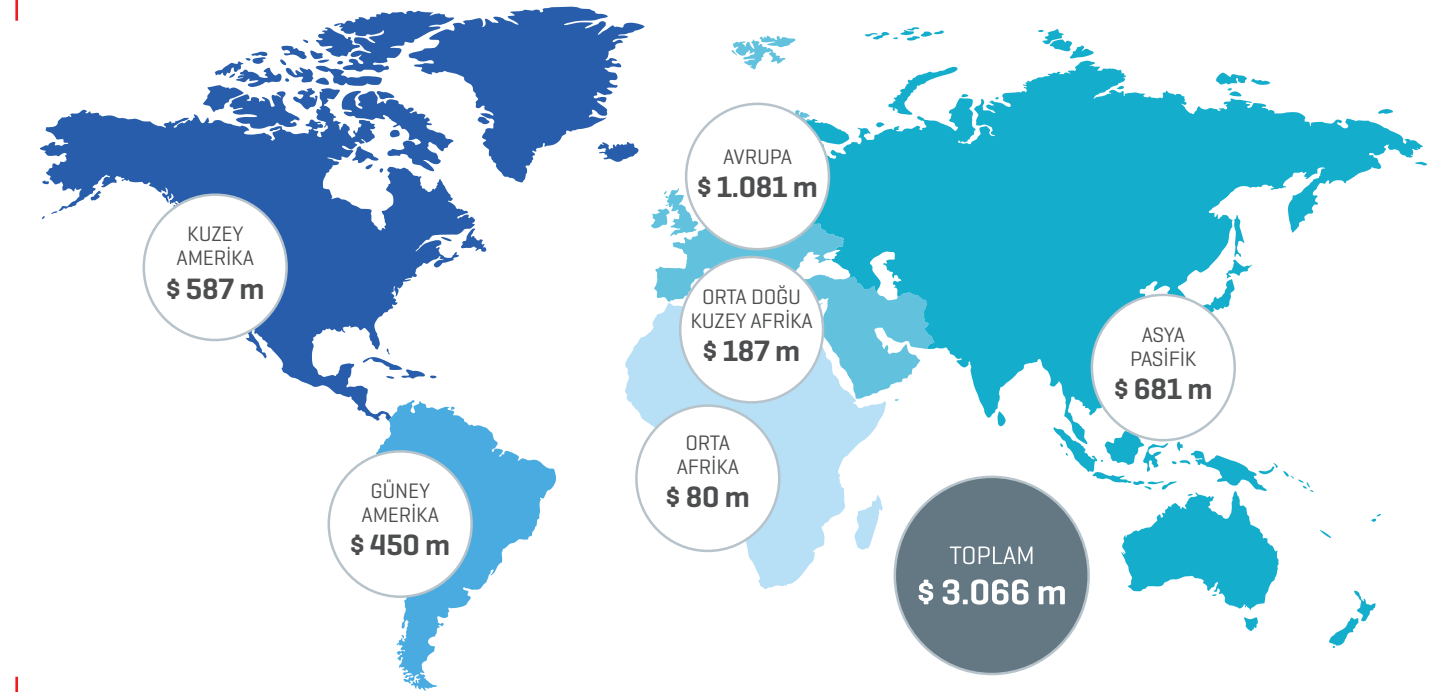 AVRUPA
$ 1.081 m
KUZEY
AMERİKA
$ 587 m
ORTA DOĞU
KUZEY AFRİKA
$ 187 m
ASYA
PASİFİK
$ 681 m
ORTA
AFRİKA
$ 80 m
GÜNEY
AMERİKA
$ 450 m
TOPLAM
$ 3.066 m